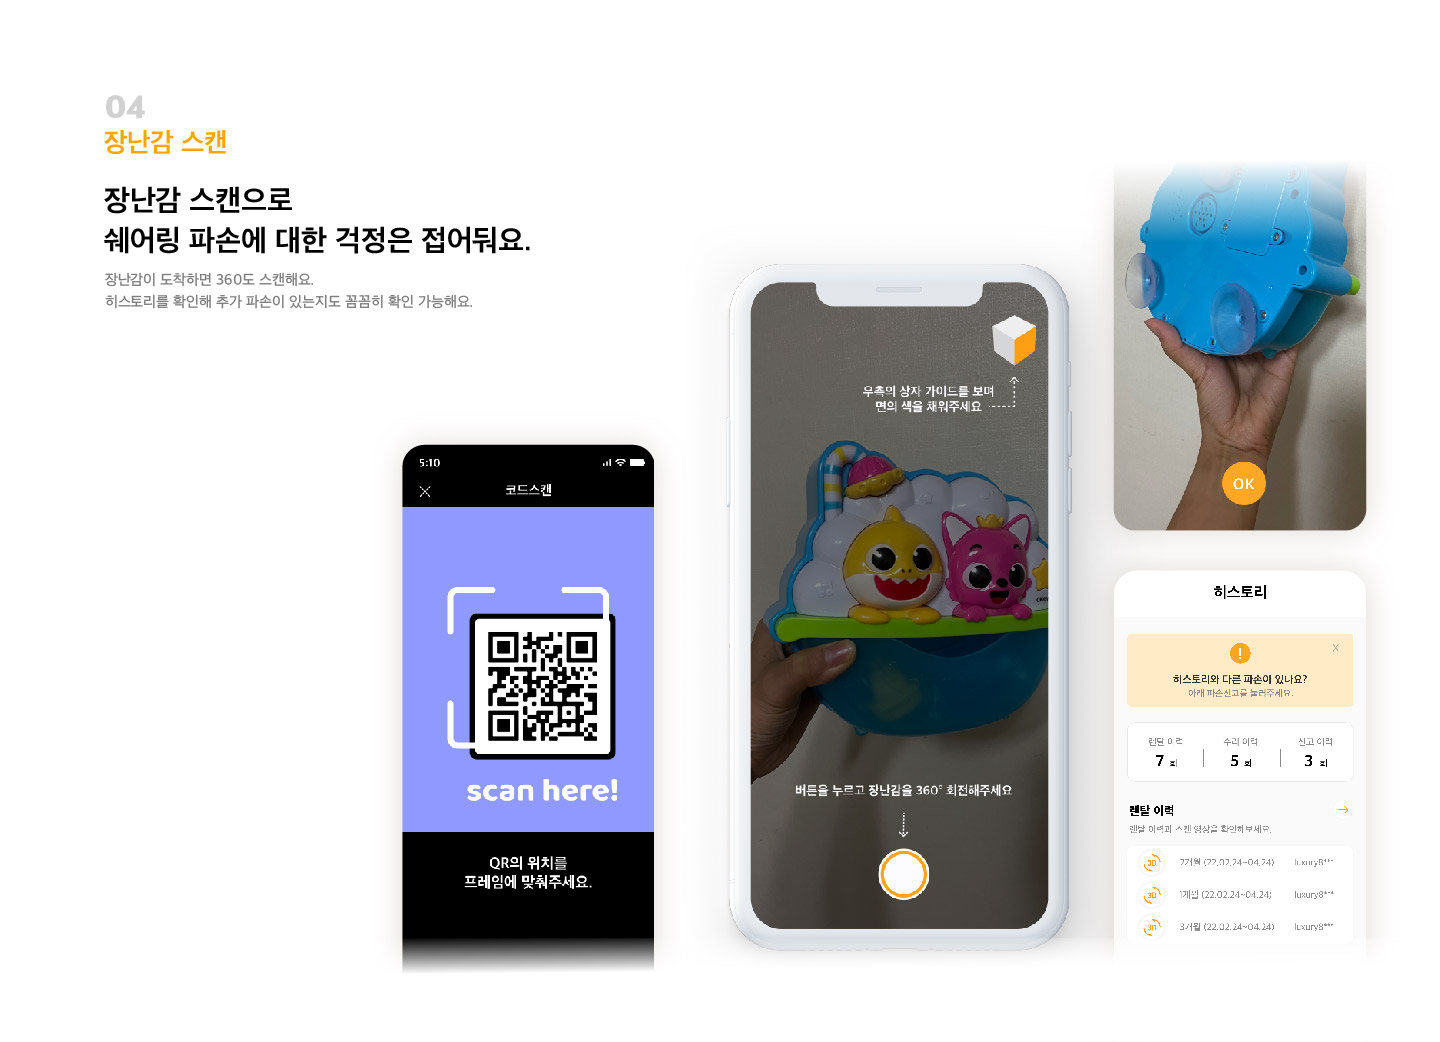 04
장난감 스캔
장난감 스캔으로
쉐어링 파손에 대한 걱정은 접어둬요.
장난감이 도착하면 360도 스캔해요.
히스토리를 확인해 추가 파손이 있는지도 꼼꼼히 확인 가능해요.
5:10
코드스캔
scan here!
QR의 위치를
프레임에 맞춰주세요.
우측의 상자 가이드를 보며
면의 색을 채워주세요
버튼을 누르고 장난감을 360° 회전해주세요
OK
히스토리
!
X
히스토리와 다른 파손이 있나요?
아래 파손신고를 눌러주세요.
렌탈 이력 수리 이력 신고 이력
7 회 5 회 3 회
렌탈 이력
렌탈 이력과 스캔 영상을 확인해보세요.
3D 2개월 (22.02.24~04.24) luxury8***
3D 1개월 (22.02.24~04.24) luxury8***
3D 3개월 (22.02.24~04.24) luxury8***